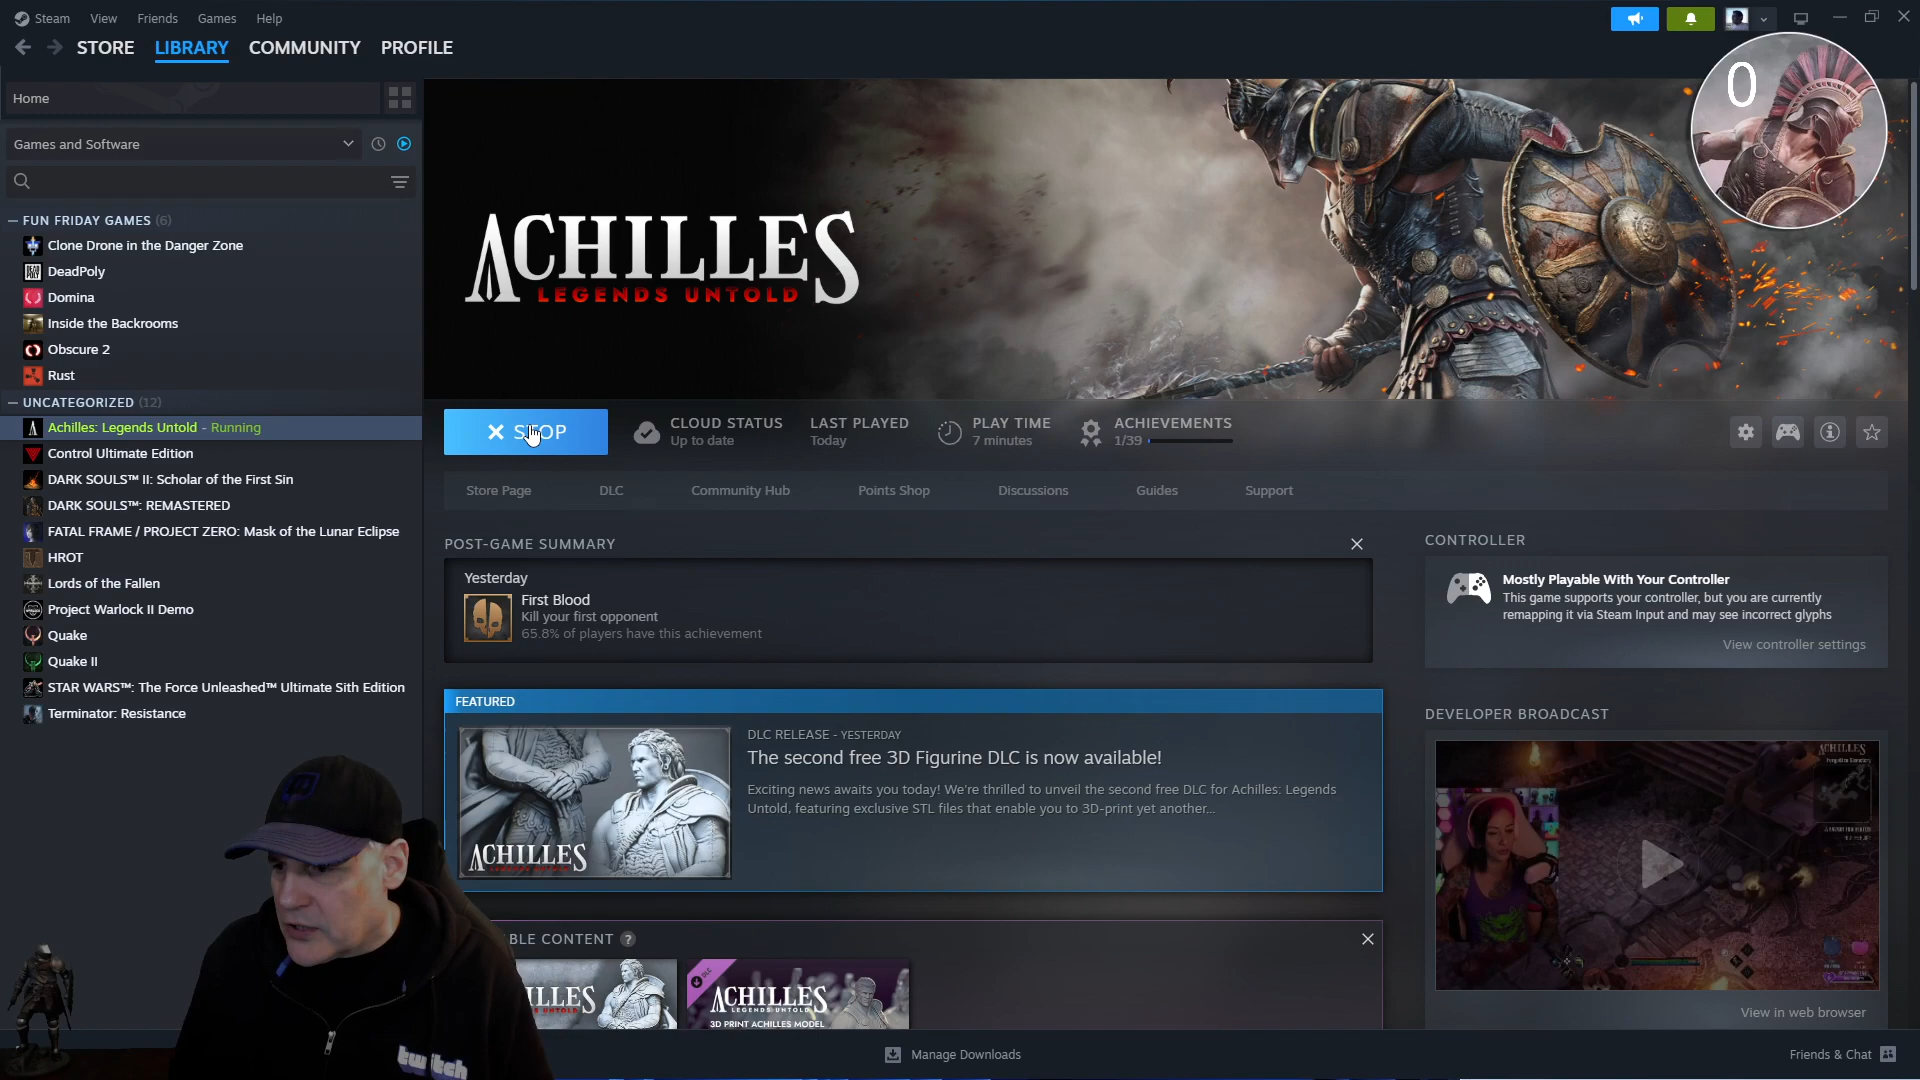 Steam View Friends Games Help
STORE LIBRARY COMMUNITY PROFILE
Home
Games and Software
FUN FRIDAY GAMES (6)
Clone Drone in the Danger Zone
DeadPoly
Domina
Inside the Backrooms
Obscure 2
Rust
UNCATEGORIZED (12)
Achilles: Legends Untold - Running
Control Ultimate Edition
DARK SOULS™ II: Scholar of the First Sin
DARK SOULS™: REMASTERED
FATAL FRAME / PROJECT ZERO: Mask of the Lunar Eclipse
HROT
Lords of the Fallen
Project Warlock II Demo
Quake
Quake II
STAR WARS™: The Force Unleashed™ Ultimate Sith Edition
Terminator: Resistance
ACHILLES
LEGENDS UNTOLD
0
STOP
CLOUD STATUS
Up to date
LAST PLAYED
Today
PLAY TIME
7 minutes
ACHIEVEMENTS
1/39
Store Page DLC Community Hub Points Shop Discussions Guides Support
POST-GAME SUMMARY
Yesterday
First Blood
Kill your first opponent
65.8% of players have this achievement
FEATURED
DLC RELEASE - YESTERDAY
The second free 3D Figurine DLC is now available!
Exciting news awaits you today! We're thrilled to unveil the second free DLC for Achilles: Legends
Untold, featuring exclusive STL files that enable you to 3D-print yet another...
ACHILLES
BLE CONTENT ?
ILLES
DLC
ACHILLES
LEGENDS UNTOLD
3D PRINT ACHILLES MODEL
CONTROLLER
Mostly Playable With Your Controller
This game supports your controller, but you are currently
remapping it via Steam Input and may see incorrect glyphs
View controller settings
DEVELOPER BROADCAST
ACHILLES
View in web browser
twitch
Manage Downloads
Friends & Chat